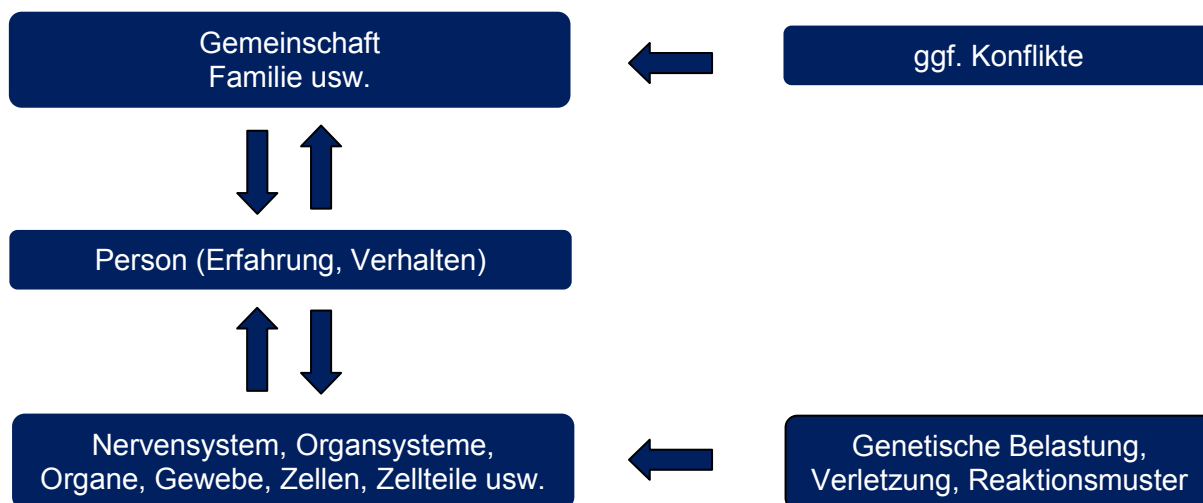 Gemeinschaft
Familie usw.
ggf. Konflikte
Person (Erfahrung, Verhalten)
Nervensystem, Organsysteme,
Organe, Gewebe, Zellen, Zellteile usw.
Genetische Belastung,
Verletzung, Reaktionsmuster